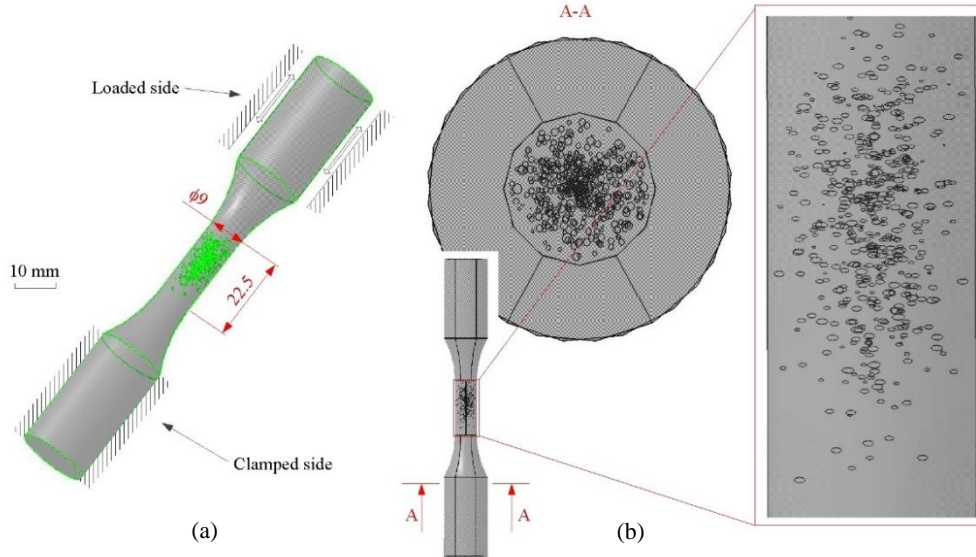 A-A
Loaded side
ϕ9
22.5
10 mm
Clamped side
A
A
(a)
(b)